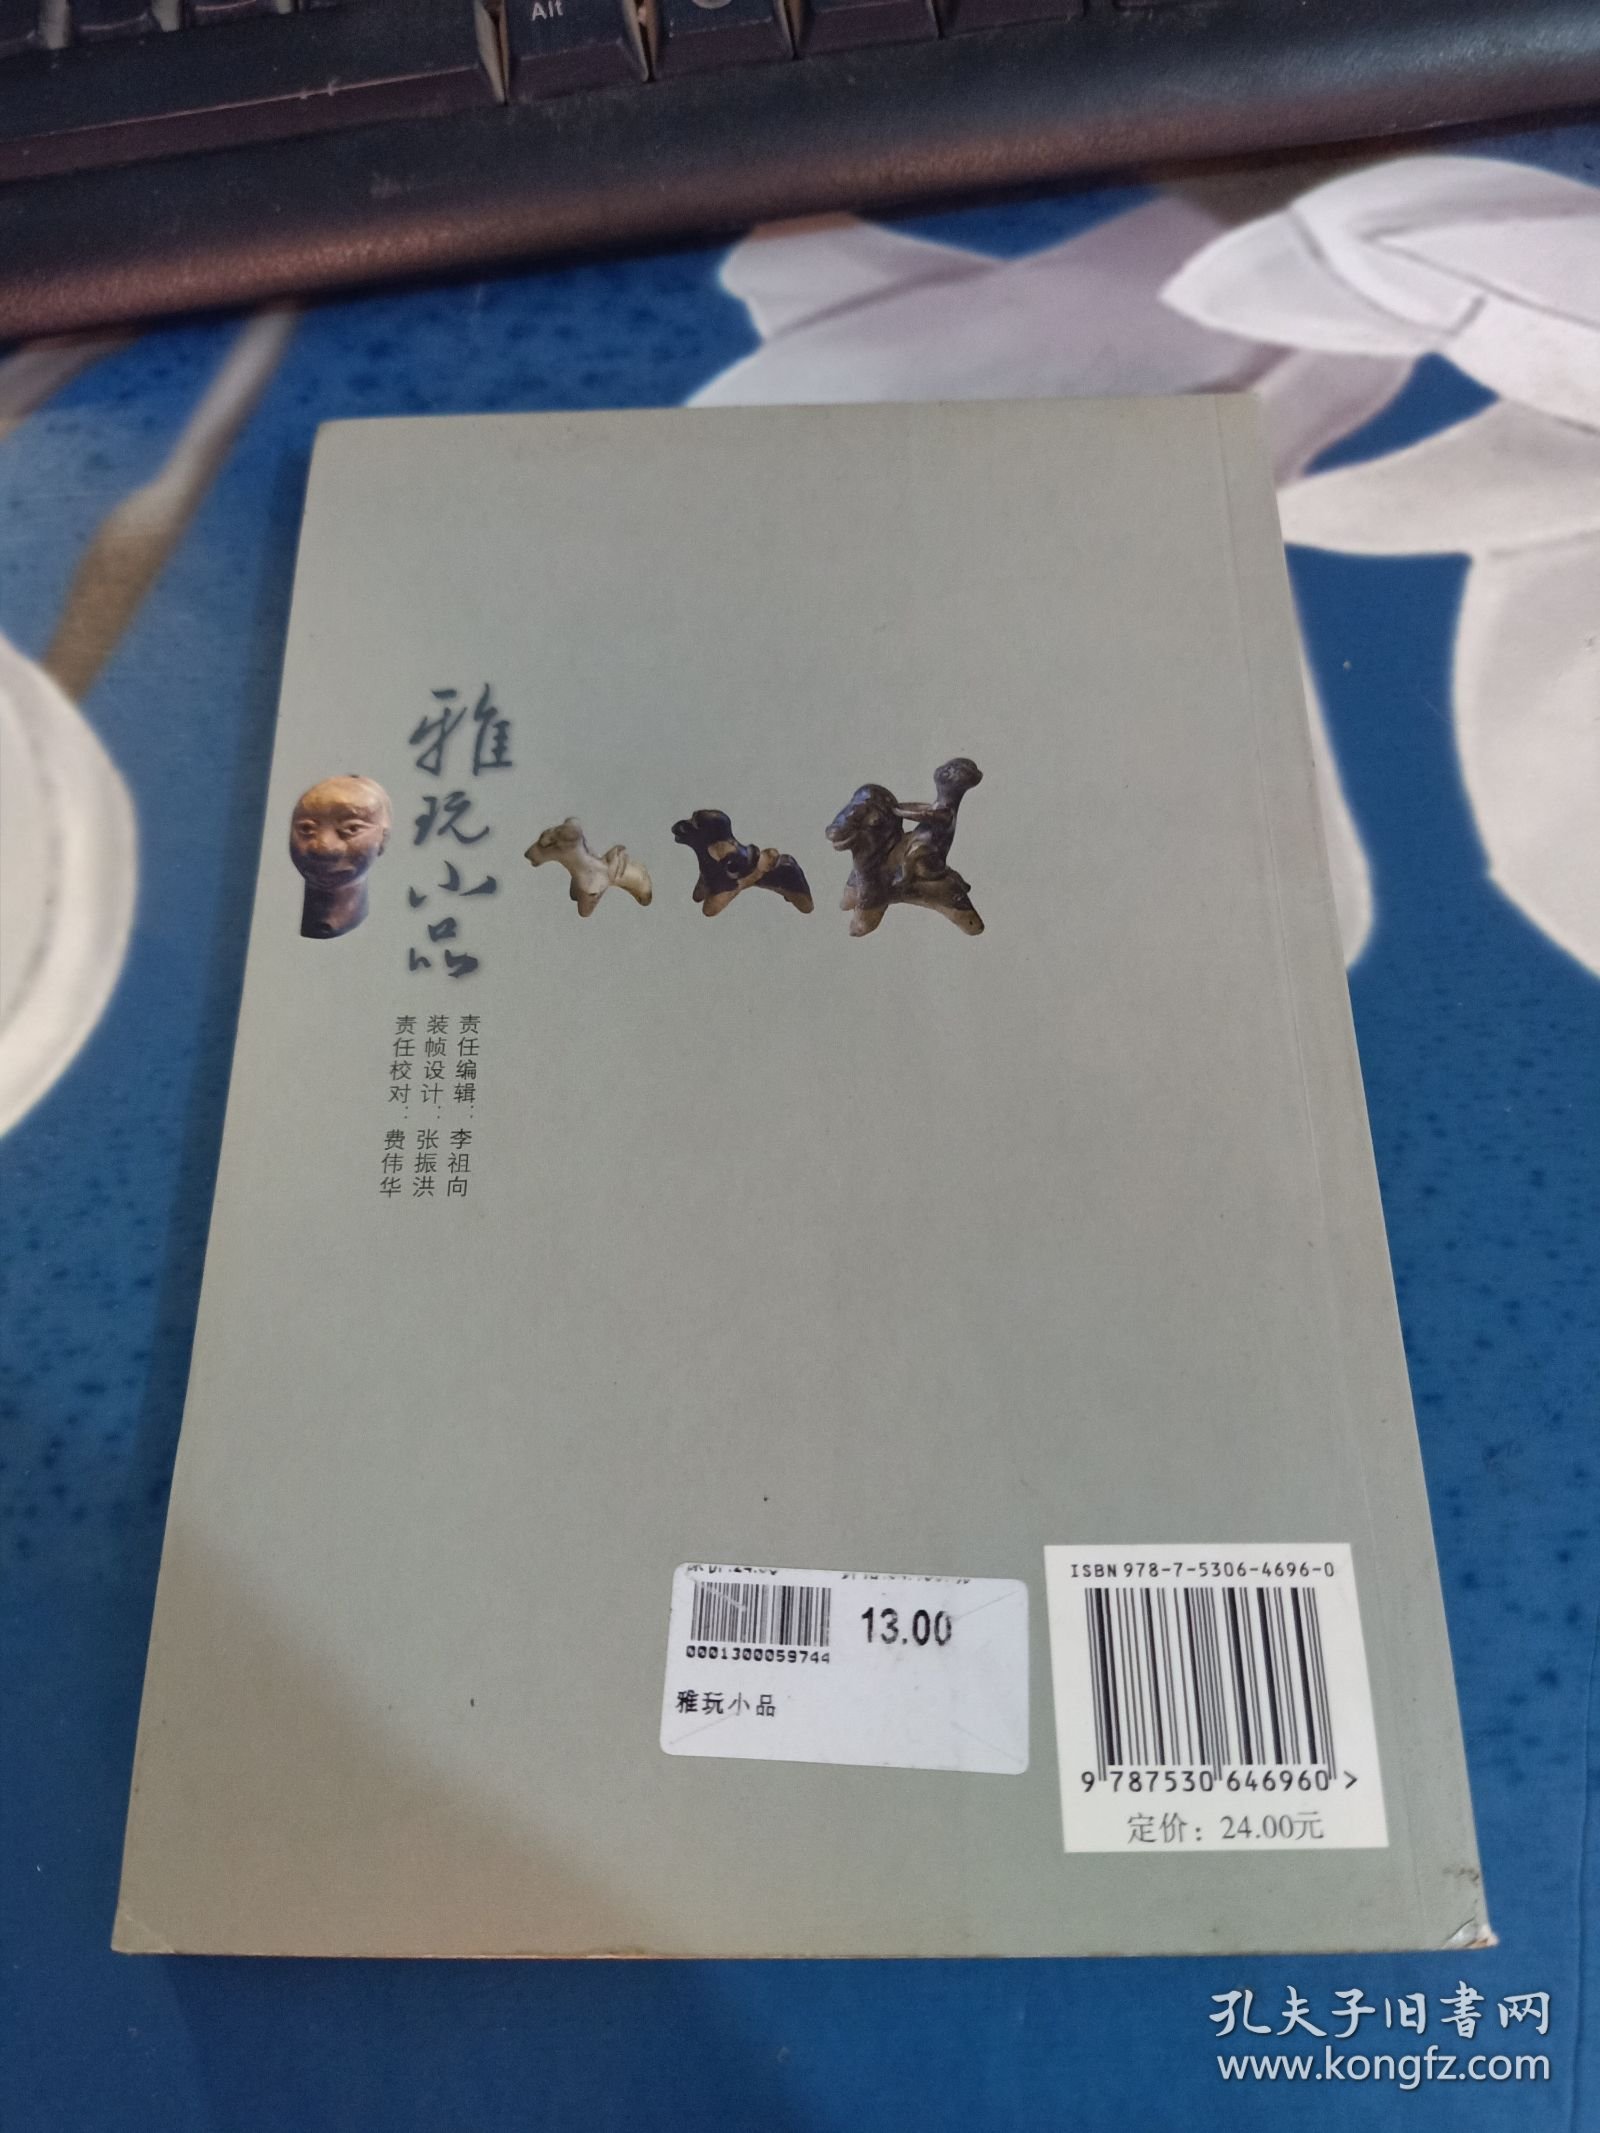 Alt
雅玩小品
责任编辑：李祖向
装帧设计：张振洪
责任校对：费伟华
13.00
0001300059744
雅玩小品
ISBN 978-7-5306-4696-0
9 787530 646960 >
定价：24.00元
孔夫子旧书网
www.kongfz.com